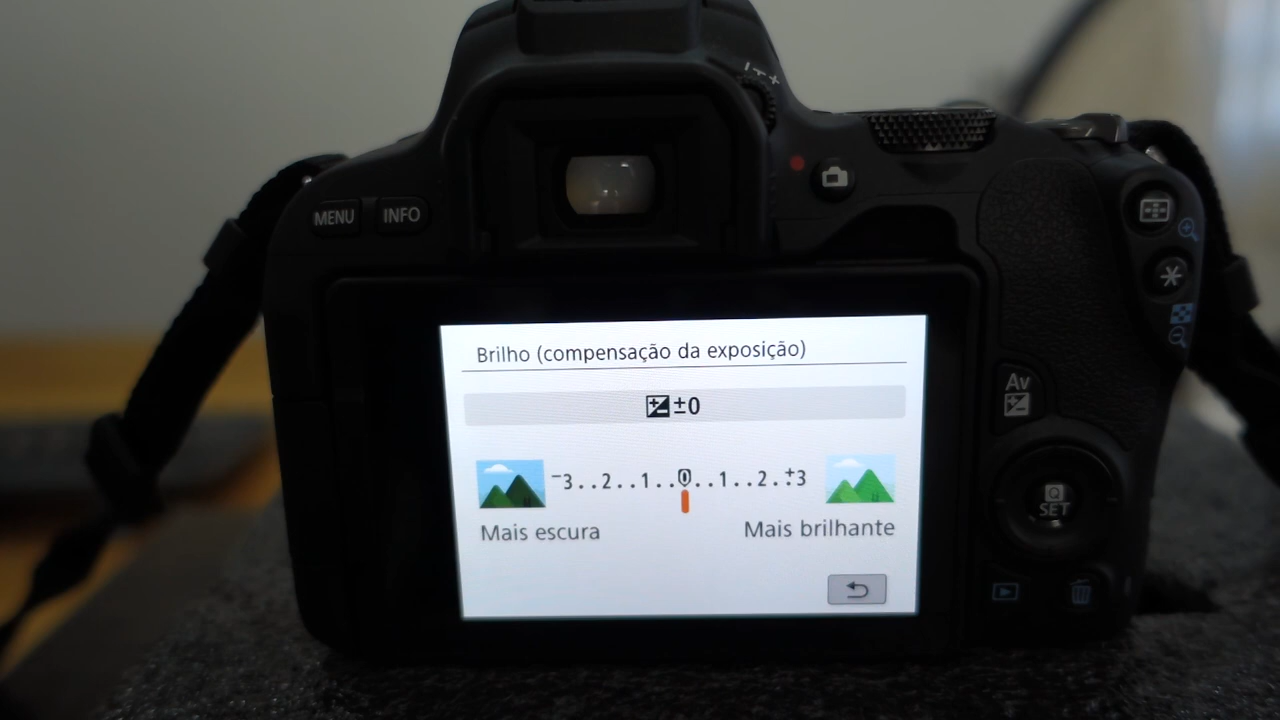 MENU
INFO
Brilho (compensação da exposição)
±0
-3..2..1..0..1..2.+3
Mais escura
Mais brilhante
Av
Q
SET